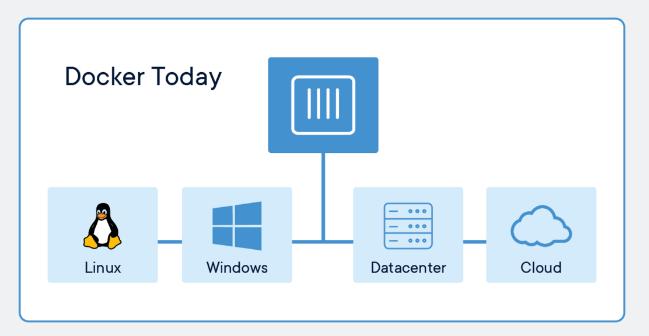 Docker Today
Linux
Windows
Datacenter
Cloud